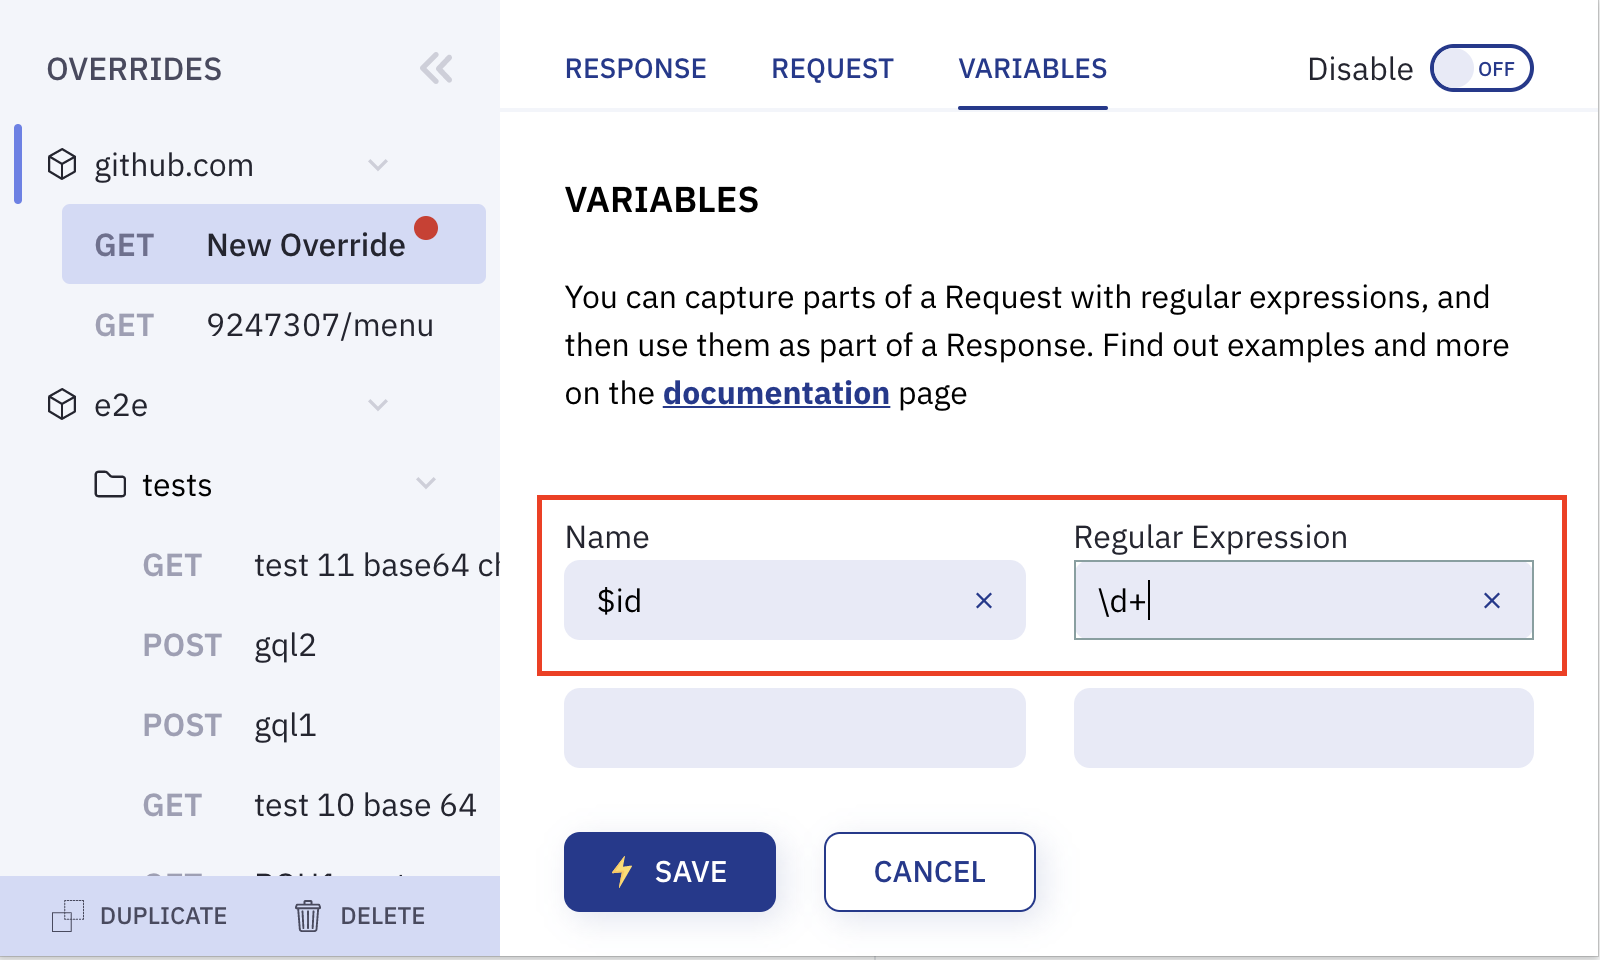 OVERRIDES
github.com
GET New Override
GET 9247307/menu
e2e
tests
GET test 11 base64
POST gql2
POST gql1
GET test 10 base 64
DUPLICATE DELETE
RESPONSE REQUEST VARIABLES Disable OFF
VARIABLES
You can capture parts of a Request with regular expressions, and
then use them as part of a Response. Find out examples and more
on the documentation page
Name Regular Expression
$id \d+
SAVE CANCEL